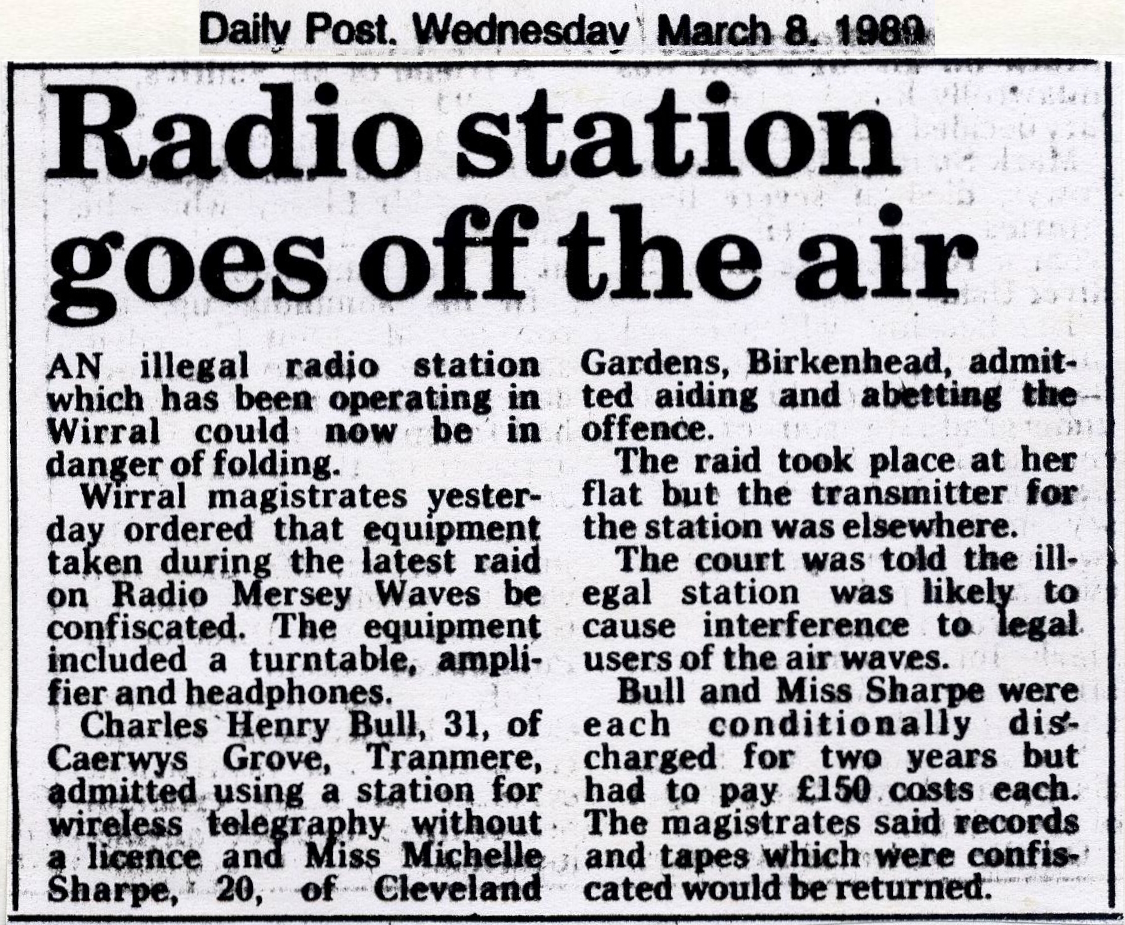 Daily Post, Wednesday March 8, 1989
Radio station
goes off the air
AN illegal radio station
which has been operating in
Wirral could now be in
danger of folding.
Wirral magistrates yester-
day ordered that equipment
taken during the latest raid
on Radio Mersey Waves be
confiscated. The equipment
included a turntable, ampli-
fier and headphones.
Charles Henry Bull, 31, of
Caerwys Grove, Tranmere,
admitted using a station for
wireless telegraphy without
a licence and Miss Michelle
Sharpe, 20, of Cleveland
Gardens, Birkenhead, admit-
ted aiding and abetting the
offence.
The raid took place at her
flat but the transmitter for
the station was elsewhere.
The court was told the ill-
egal station was likely to
cause interference to legal
users of the air waves.
Bull and Miss Sharpe were
each conditionally dis-
charged for two years but
had to pay £150 costs each.
The magistrates said records
and tapes which were confis-
cated would be returned.